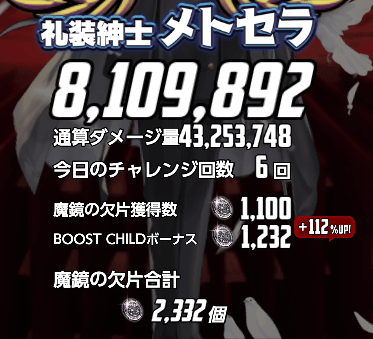 礼装紳士 メトセラ
8,109,892
通算ダメージ量43,253,748
今日のチャレンジ回数 6 回
魔鏡の欠片獲得数 1,100
BOOST CHILDボーナス 1,232 +112%UP!
魔鏡の欠片合計
2,332 個